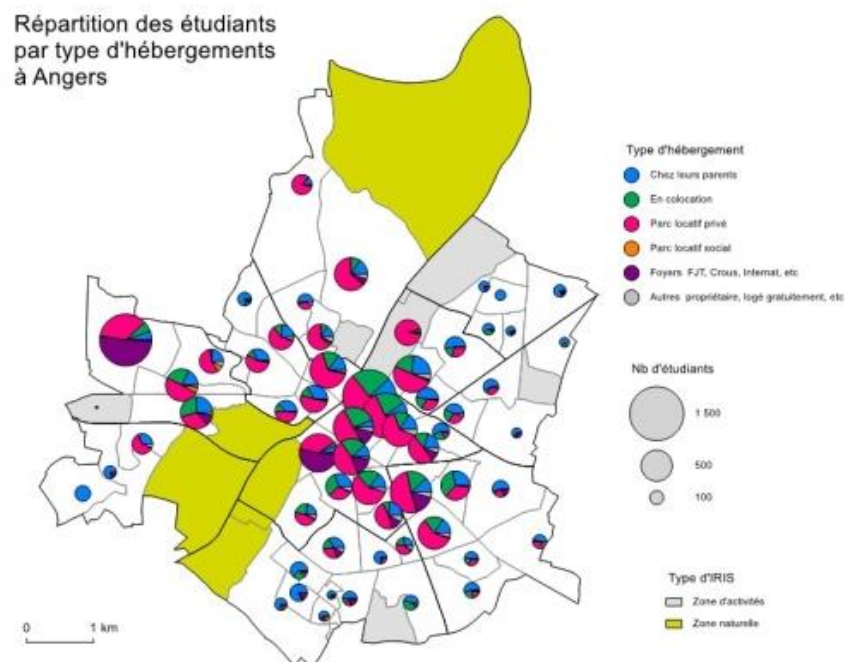 Répartition des étudiants
par type d'hébergements
à Angers
Type d'hébergement
Chez leurs parents
En colocation
Parc locatif privé
Parc locatif social
Foyers FJT, Crous, Internat, etc
Autres propriétaire, logé gratuitement, etc
Nb d'étudiants
1 500
500
100
Type d'IRIS
Zone d'activités
Zone naturelle
0 1 km